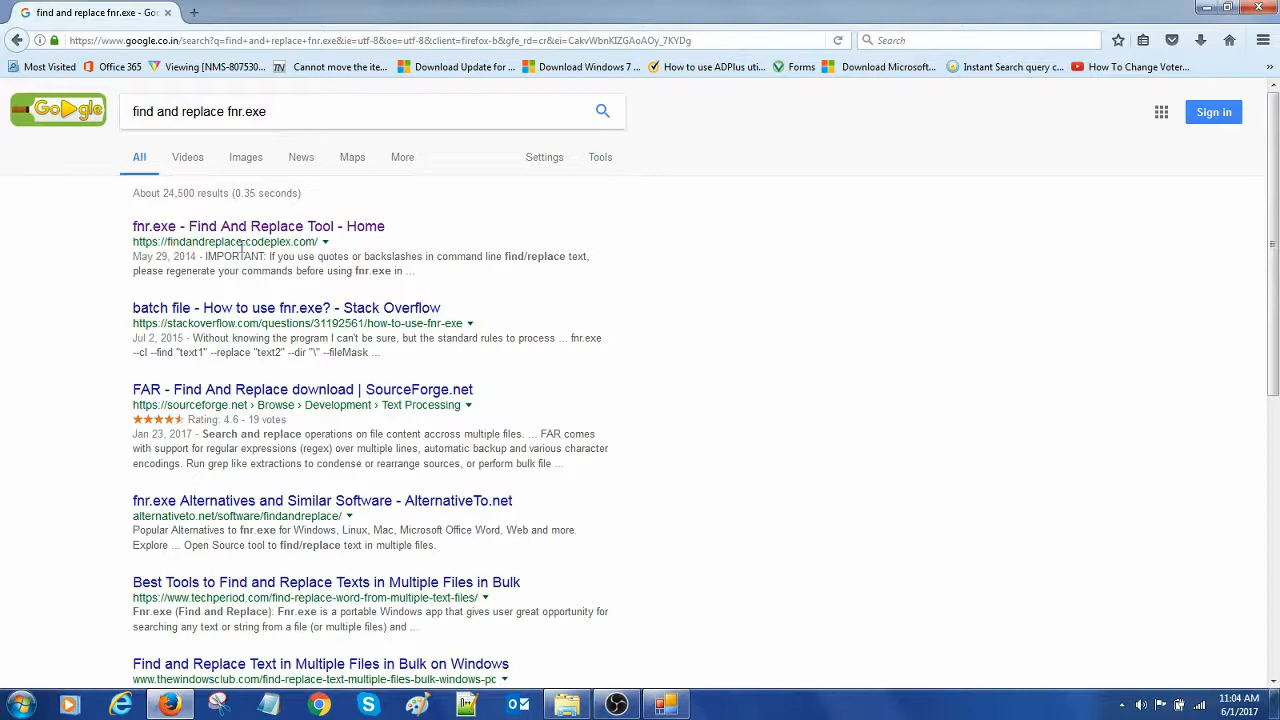 find and replace fnr.exe - Goo
https://www.google.co.in/search?q=find+and+replace+fnr.exe&ie=utf-8&oe=utf-8&client=firefox-b&gfe_rd=cr&ei=CakvWbnKIZGAoAOy_7KYDg
Search
Most Visited
Office 365
Viewing [NMS-807530...
Cannot move the ite...
Download Update for ...
Download Windows 7 ...
How to use ADPlus uti...
Forms
Download Microsoft...
Instant Search query c...
How To Change Voter...
Google
find and replace fnr.exe
Sign in
All Videos Images News Maps More Settings Tools
About 24,500 results (0.35 seconds)
fnr.exe - Find And Replace Tool - Home
https://findandreplace.codeplex.com/
May 29, 2014 - IMPORTANT: If you use quotes or backslashes in command line find/replace text,
please regenerate your commands before using fnr.exe in ...
batch file - How to use fnr.exe? - Stack Overflow
https://stackoverflow.com/questions/31192561/how-to-use-fnr-exe
Jul 2, 2015 - Without knowing the program I can't be sure, but the standard rules to process ... fnr.exe
--cl --find "text1" --replace "text2" --dir "\" --fileMask ...
FAR - Find And Replace download | SourceForge.net
https://sourceforge.net › Browse › Development › Text Processing
Rating: 4.6 - 19 votes
Jan 23, 2017 - Search and replace operations on file content accross multiple files. ... FAR comes
with support for regular expressions (regex) over multiple lines, automatic backup and various character
encodings. Run grep like extractions to condense or rearrange sources, or perform bulk file ...
fnr.exe Alternatives and Similar Software - AlternativeTo.net
alternativeto.net/software/findandreplace/
Popular Alternatives to fnr.exe for Windows, Linux, Mac, Microsoft Office Word, Web and more.
Explore ... Open Source tool to find/replace text in multiple files.
Best Tools to Find and Replace Texts in Multiple Files in Bulk
https://www.techperiod.com/find-replace-word-from-multiple-text-files/
Fnr.exe (Find and Replace): Fnr.exe is a portable Windows app that gives user great opportunity for
searching any text or string from a file (or multiple files) and ...
Find and Replace Text in Multiple Files in Bulk on Windows
www.thewindowsclub.com/find-replace-text-multiple-files-bulk-windows-pc
11:04 AM
6/1/2017